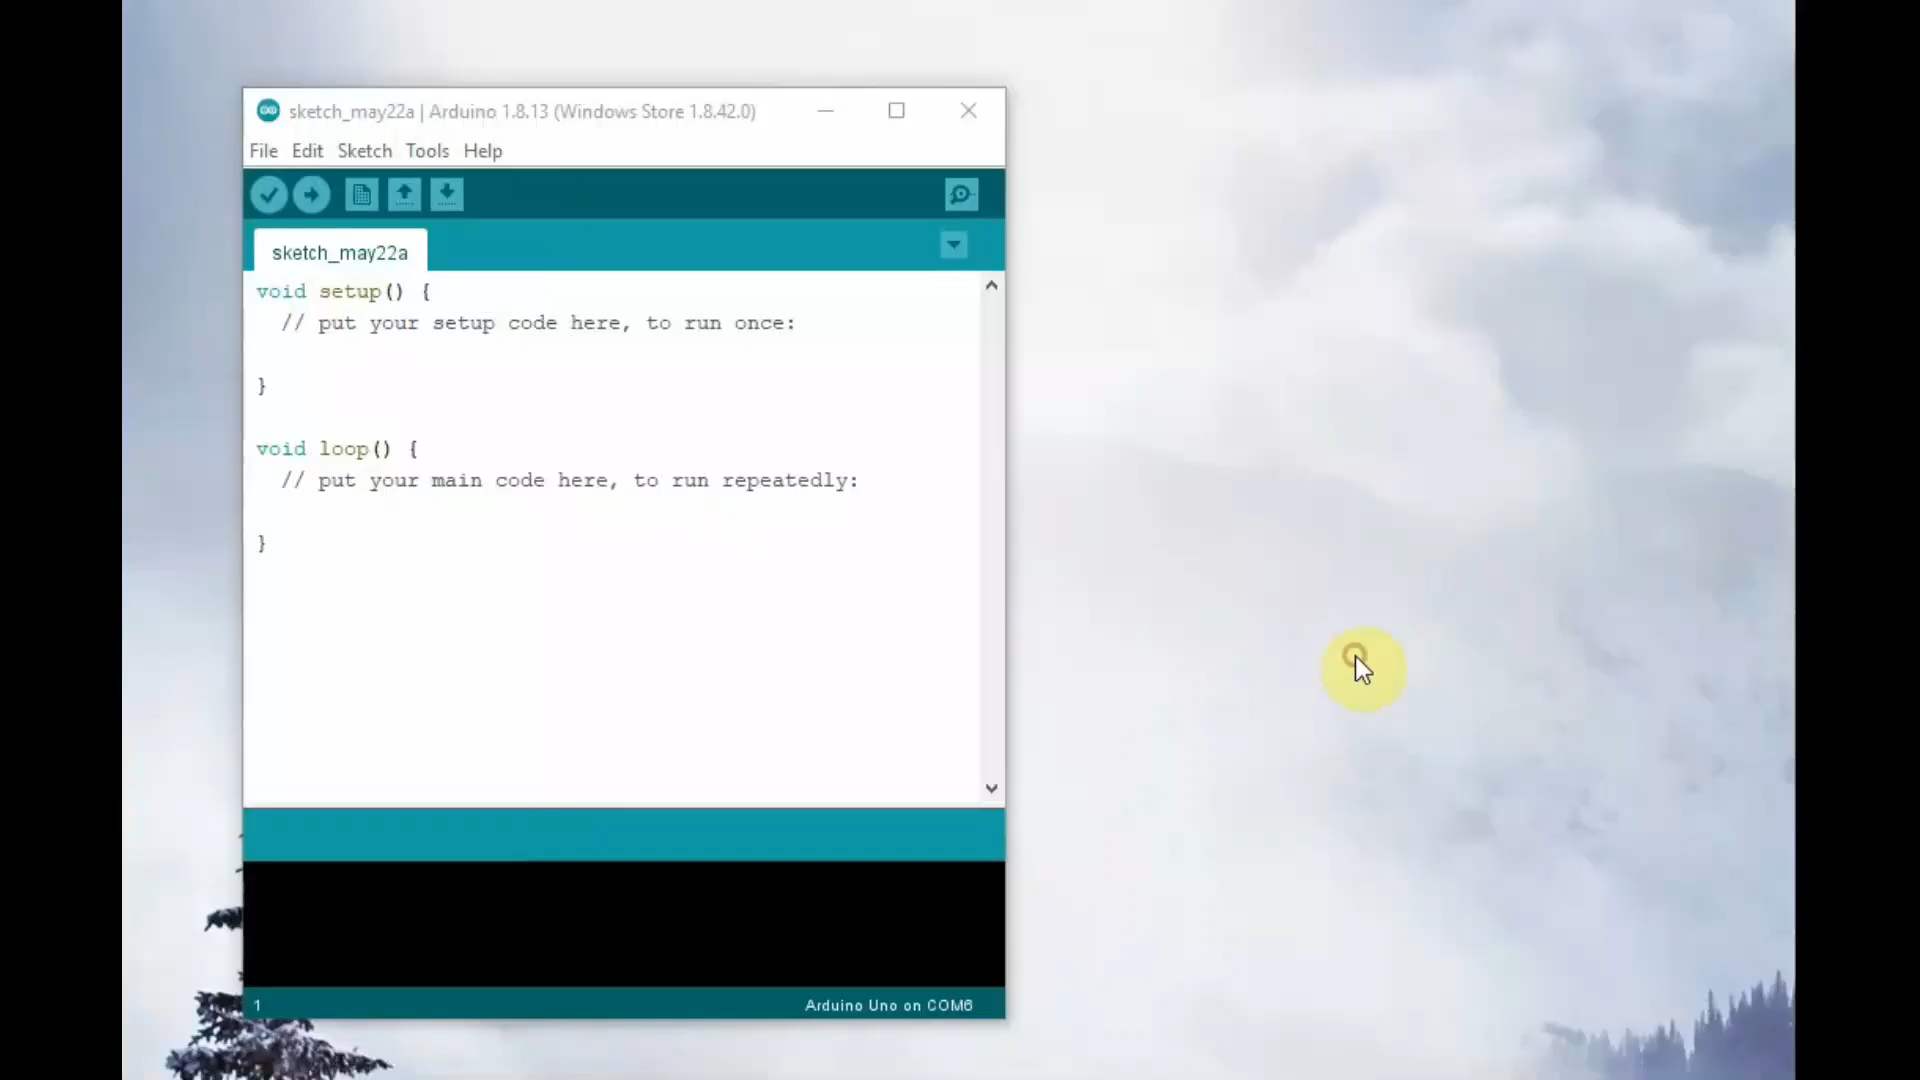 sketch_may22a | Arduino 1.8.13 (Windows Store 1.8.42.0)
File Edit Sketch Tools Help
sketch_may22a
void setup() {
  // put your setup code here, to run once:
}
void loop() {
  // put your main code here, to run repeatedly:
}
1
Arduino Uno on COM6